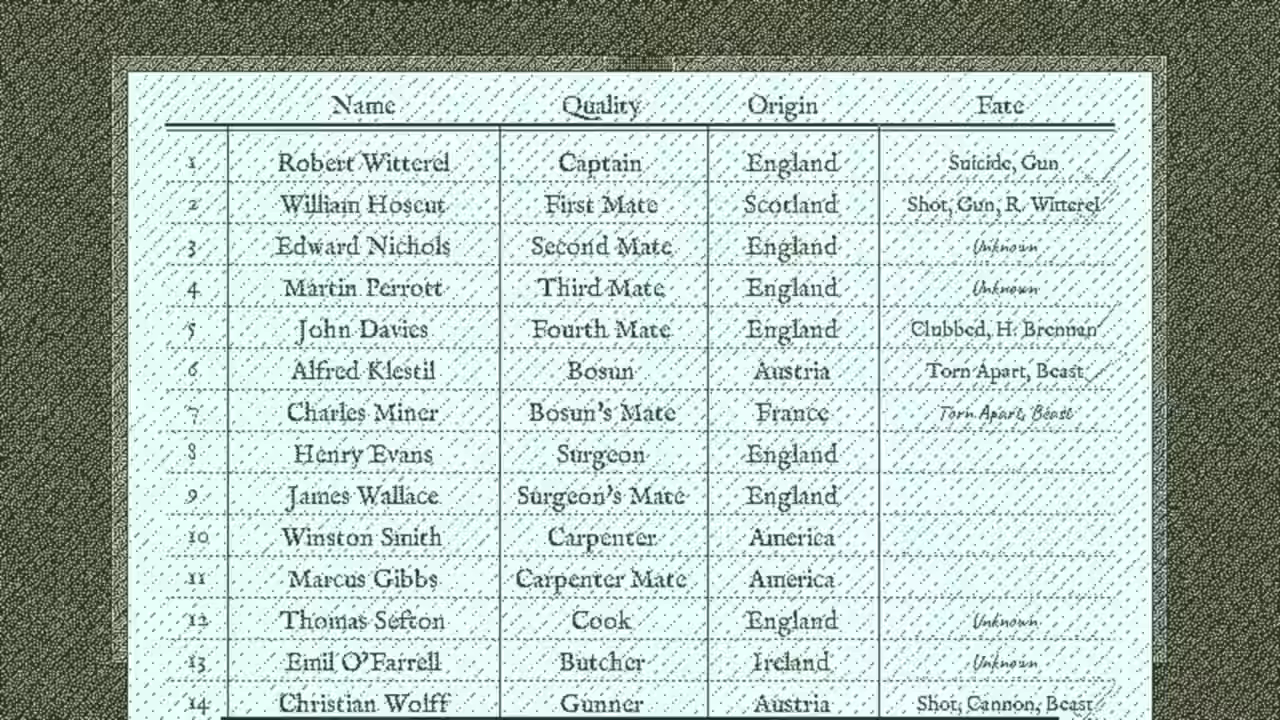 Name Quality Origin Fate
1 Robert Witterel Captain England Suicide, Gun
2 William Hoscut First Mate Scotland Shot, Gun, R. Witterel
3 Edward Nichols Second Mate England Unknown
4 Martin Perrott Third Mate England Unknown
5 John Davies Fourth Mate England Clubbed, H. Brennan
6 Alfred Klestil Bosun Austria Torn Apart, Beast
7 Charles Miner Bosun's Mate France Torn Apart, Beast
8 Henry Evans Surgeon England
9 James Wallace Surgeon's Mate England
10 Winston Smith Carpenter America
11 Marcus Gibbs Carpenter Mate America
12 Thomas Sefton Cook England Unknown
13 Emil O'Farrell Butcher Ireland Unknown
14 Christian Wolff Gunner Austria Shot, Cannon, Beast